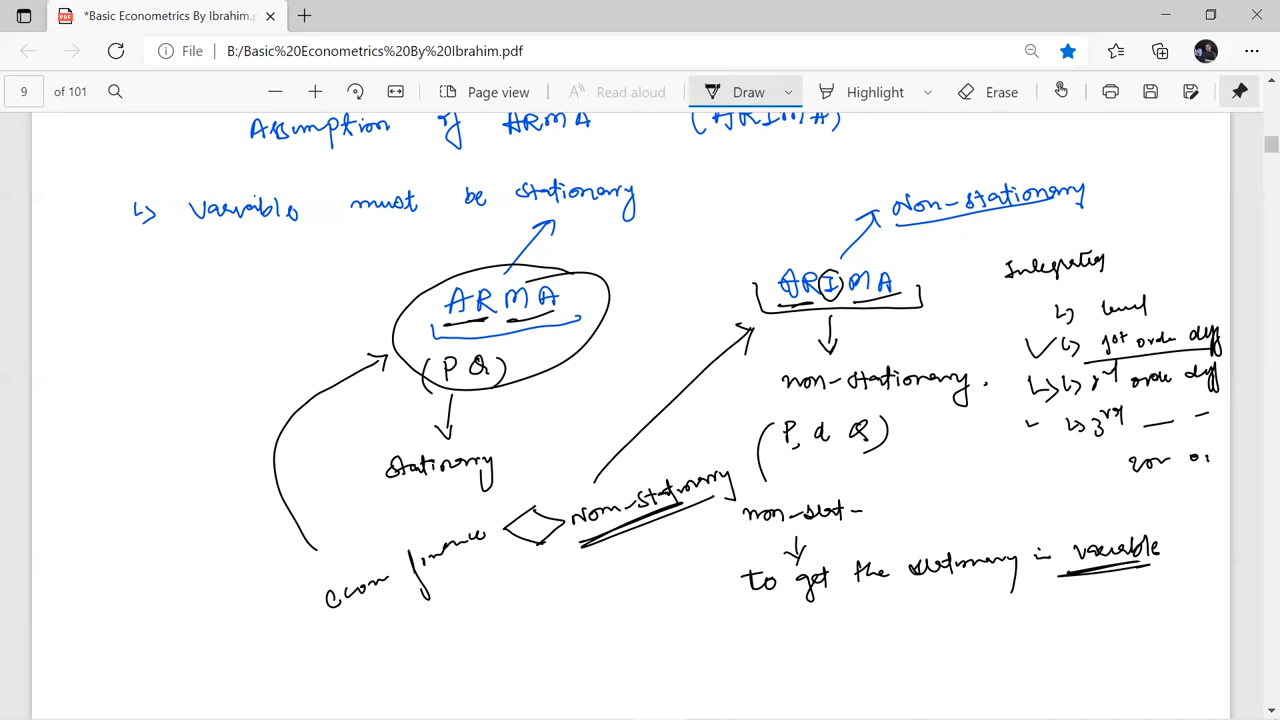 *Basic Econometrics By Ibrahim.p
File B:/Basic%20Econometrics%20By%20Ibrahim.pdf
9 of 101 Page view Read aloud Draw Highlight Erase
Assumption of ARMA (ARIMA)
↳ Variable must be stationary
Non-stationary
ARMA
ARIMA
Integration
↳ level
✓ ↳ 1st order diff
(P Q)
non-stationary.
↳ ↳ 2nd order diff
↳ 3rd — –
(P, d Q)
stationary
Non-stationary
non-stat-
econ finance
to get the stationary in variable